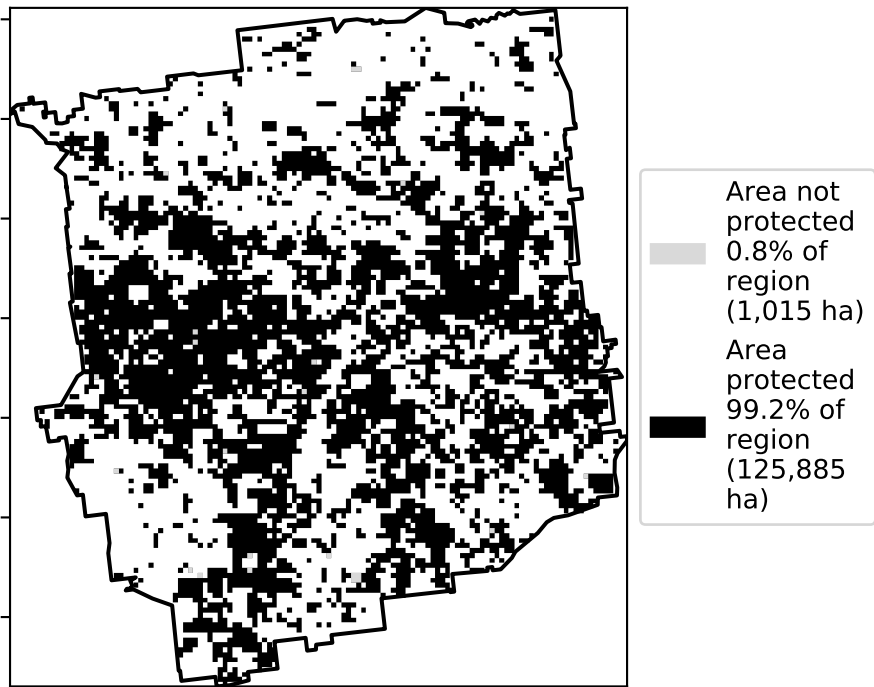 Area not
protected
0.8% of
region
(1,015 ha)
Area
protected
99.2% of
region
(125,885
ha)